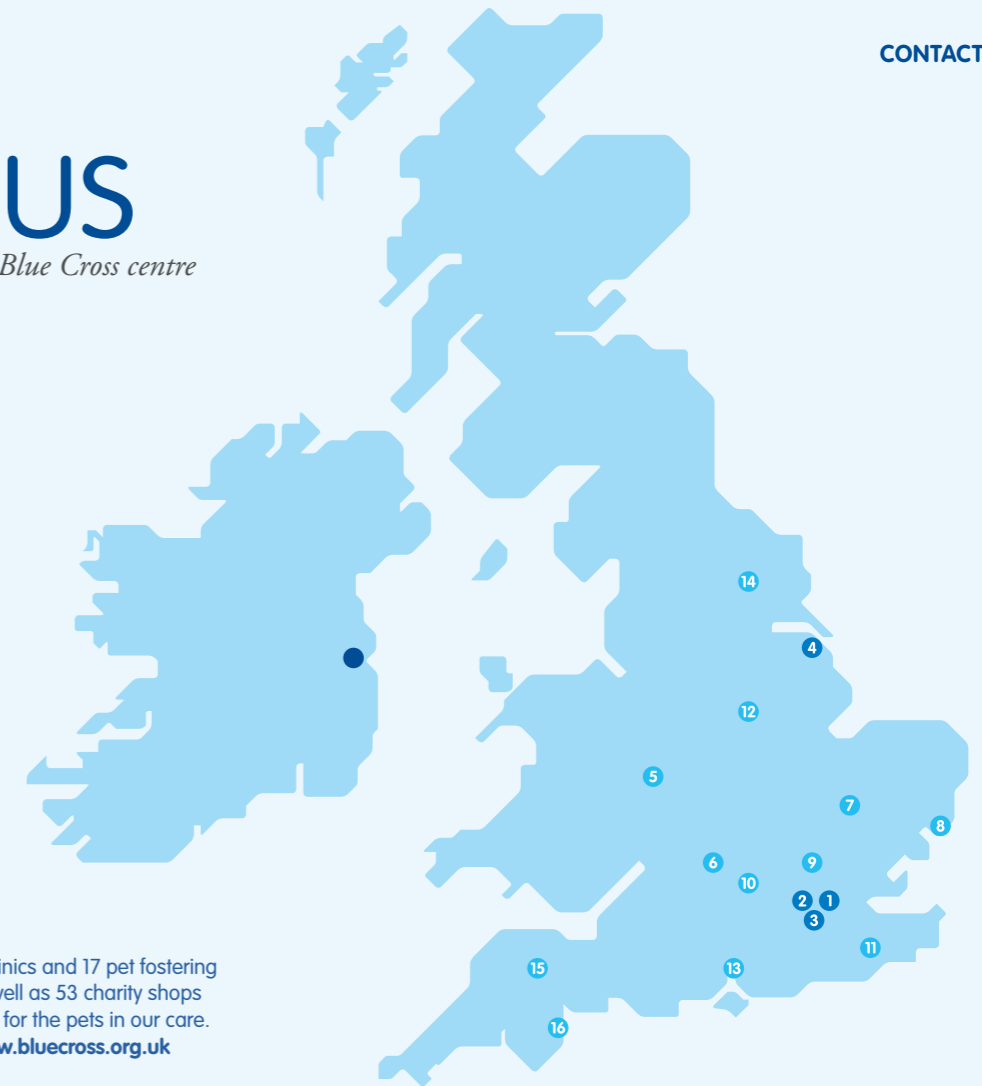 CONTACT
US
Blue Cross centre
14
4
12
5
7
8
6
9
10
2
1
3
11
15
13
16
inics and 17 pet fostering
vell as 53 charity shops
for the pets in our care.
w.bluecross.org.uk